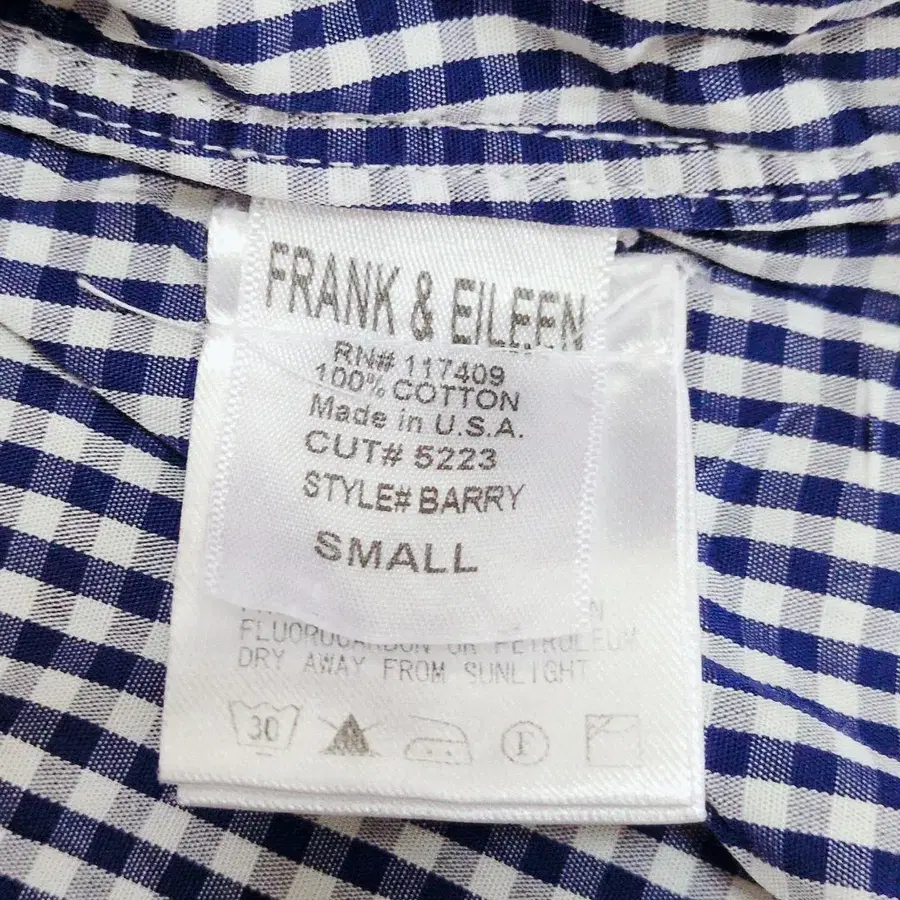 FRANK & EILEEN
RN# 117409
100% COTTON
Made in U.S.A.
CUT# 5223
STYLE# BARRY
SMALL
FLUOROCARBON OR PETROLEUM
DRY AWAY FROM SUNLIGHT
30
F